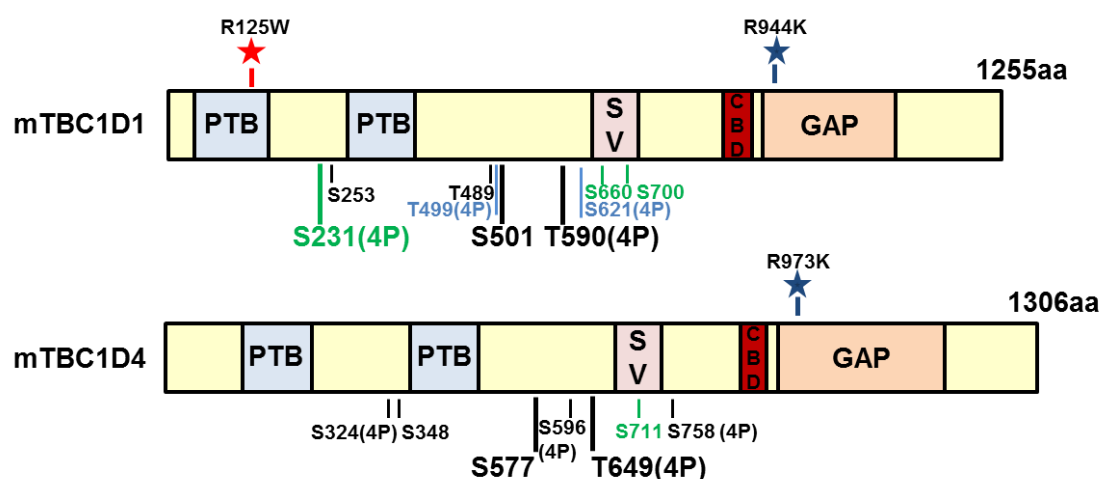 R125W
R944K
1255aa
mTBC1D1
PTB
PTB
S
V
C
B
D
GAP
S253
T489
S660 S700
T499(4P)
S621(4P)
S231(4P)
S501
T590(4P)
R973K
1306aa
mTBC1D4
PTB
PTB
S
V
C
B
D
GAP
S324(4P)
S348
S596
(4P)
S711
S758 (4P)
S577
T649(4P)